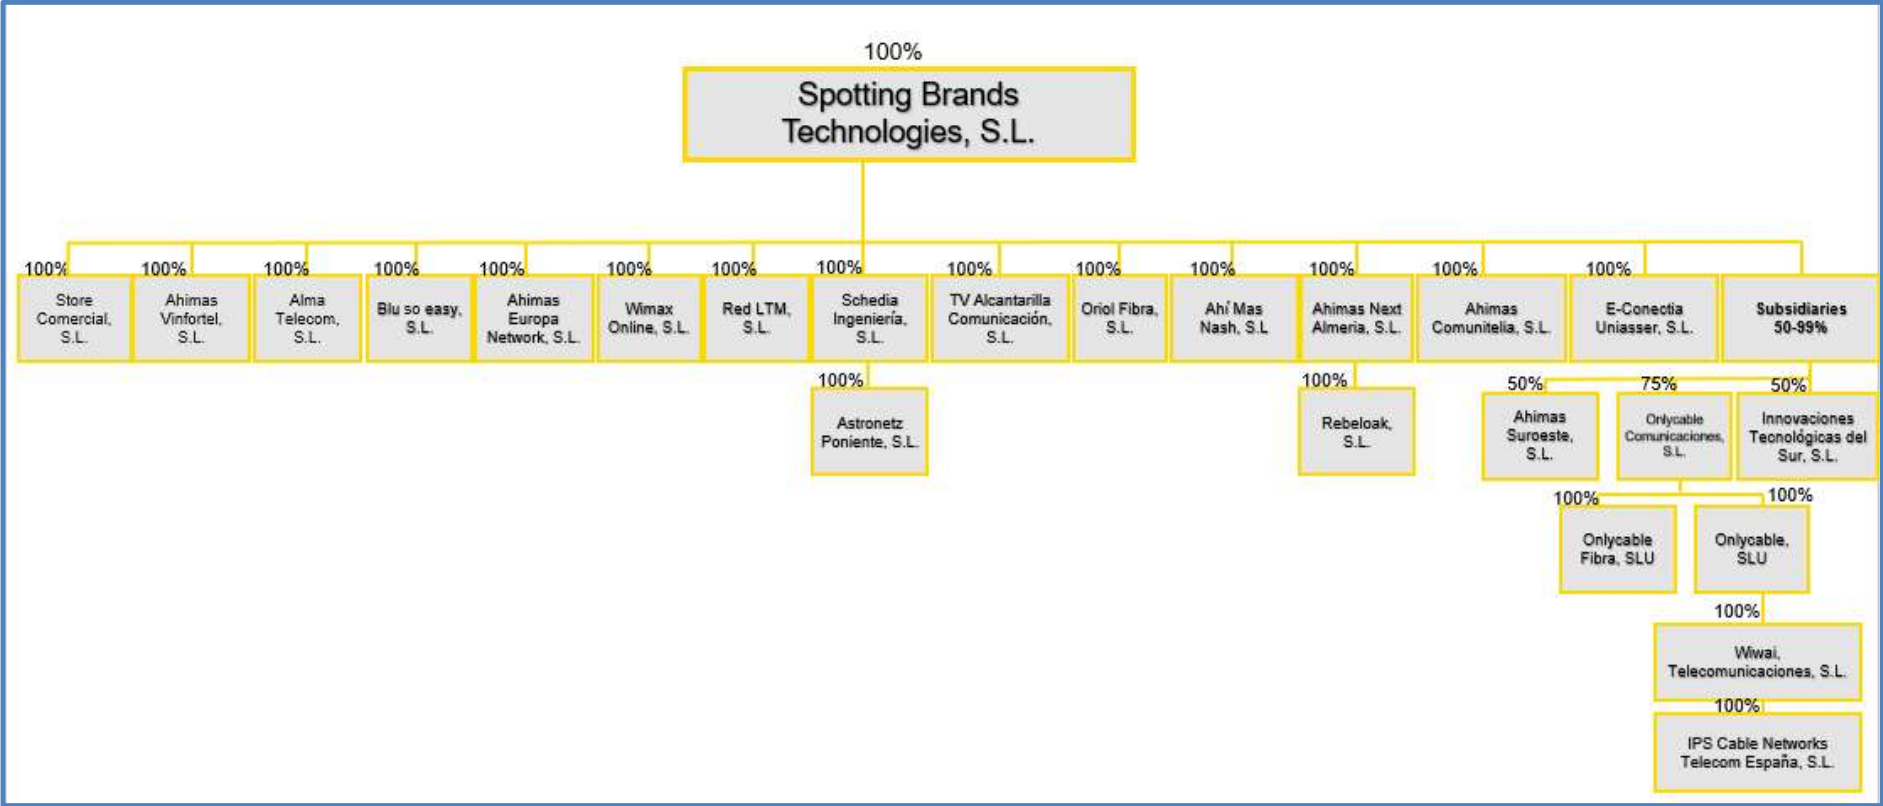 100%
Spotting Brands
Technologies, S.L.
100%
100%
100%
100%
100%
100%
100%
100%
100%
100%
100%
100%
100%
100%
Store
Comercial,
S.L.
Ahimas
Vinfortel,
S.L.
Alma
Telecom,
S.L.
Blu so easy,
S.L.
Ahimas
Europa
Network, S.L.
Wimax
Online, S.L.
Red LTM,
S.L.
Schedia
Ingeniería,
S.L.
TV Alcantarilla
Comunicación,
S.L.
Oriol Fibra,
S.L.
Ahí Mas
Nash, S.L
Ahimas Next
Almeria, S.L.
Ahimas
Comunitelia, S.L.
E-Conectia
Uniasser, S.L.
Subsidiaries
50-99%
100%
Astronetz
Poniente, S.L.
100%
Rebeloak,
S.L.
50%
75%
50%
Ahimas
Suroeste,
S.L.
Onlycable
Comunicaciones,
S.L.
Innovaciones
Tecnológicas del
Sur, S.L.
100%
100%
Onlycable
Fibra, SLU
Onlycable,
SLU
100%
Wiwai,
Telecomunicaciones, S.L.
100%
IPS Cable Networks
Telecom España, S.L.